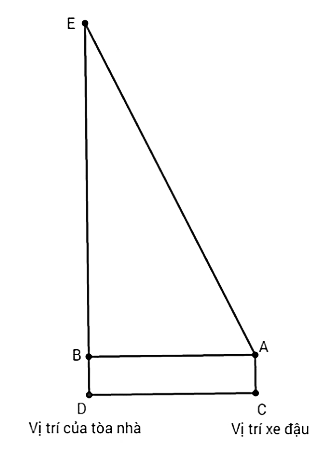 E
B
A
D
C
Vị trí của tòa nhà
Vị trí xe đậu